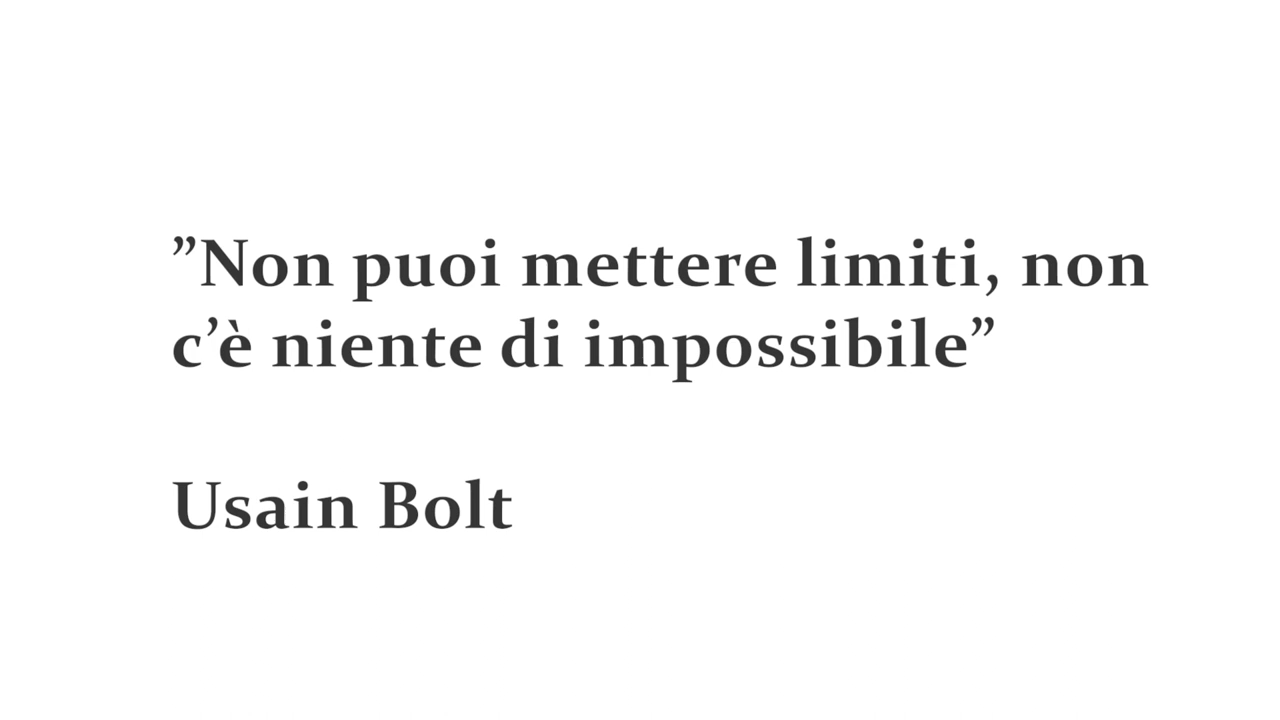 ”Non puoi mettere limiti, non
c’è niente di impossibile”
Usain Bolt